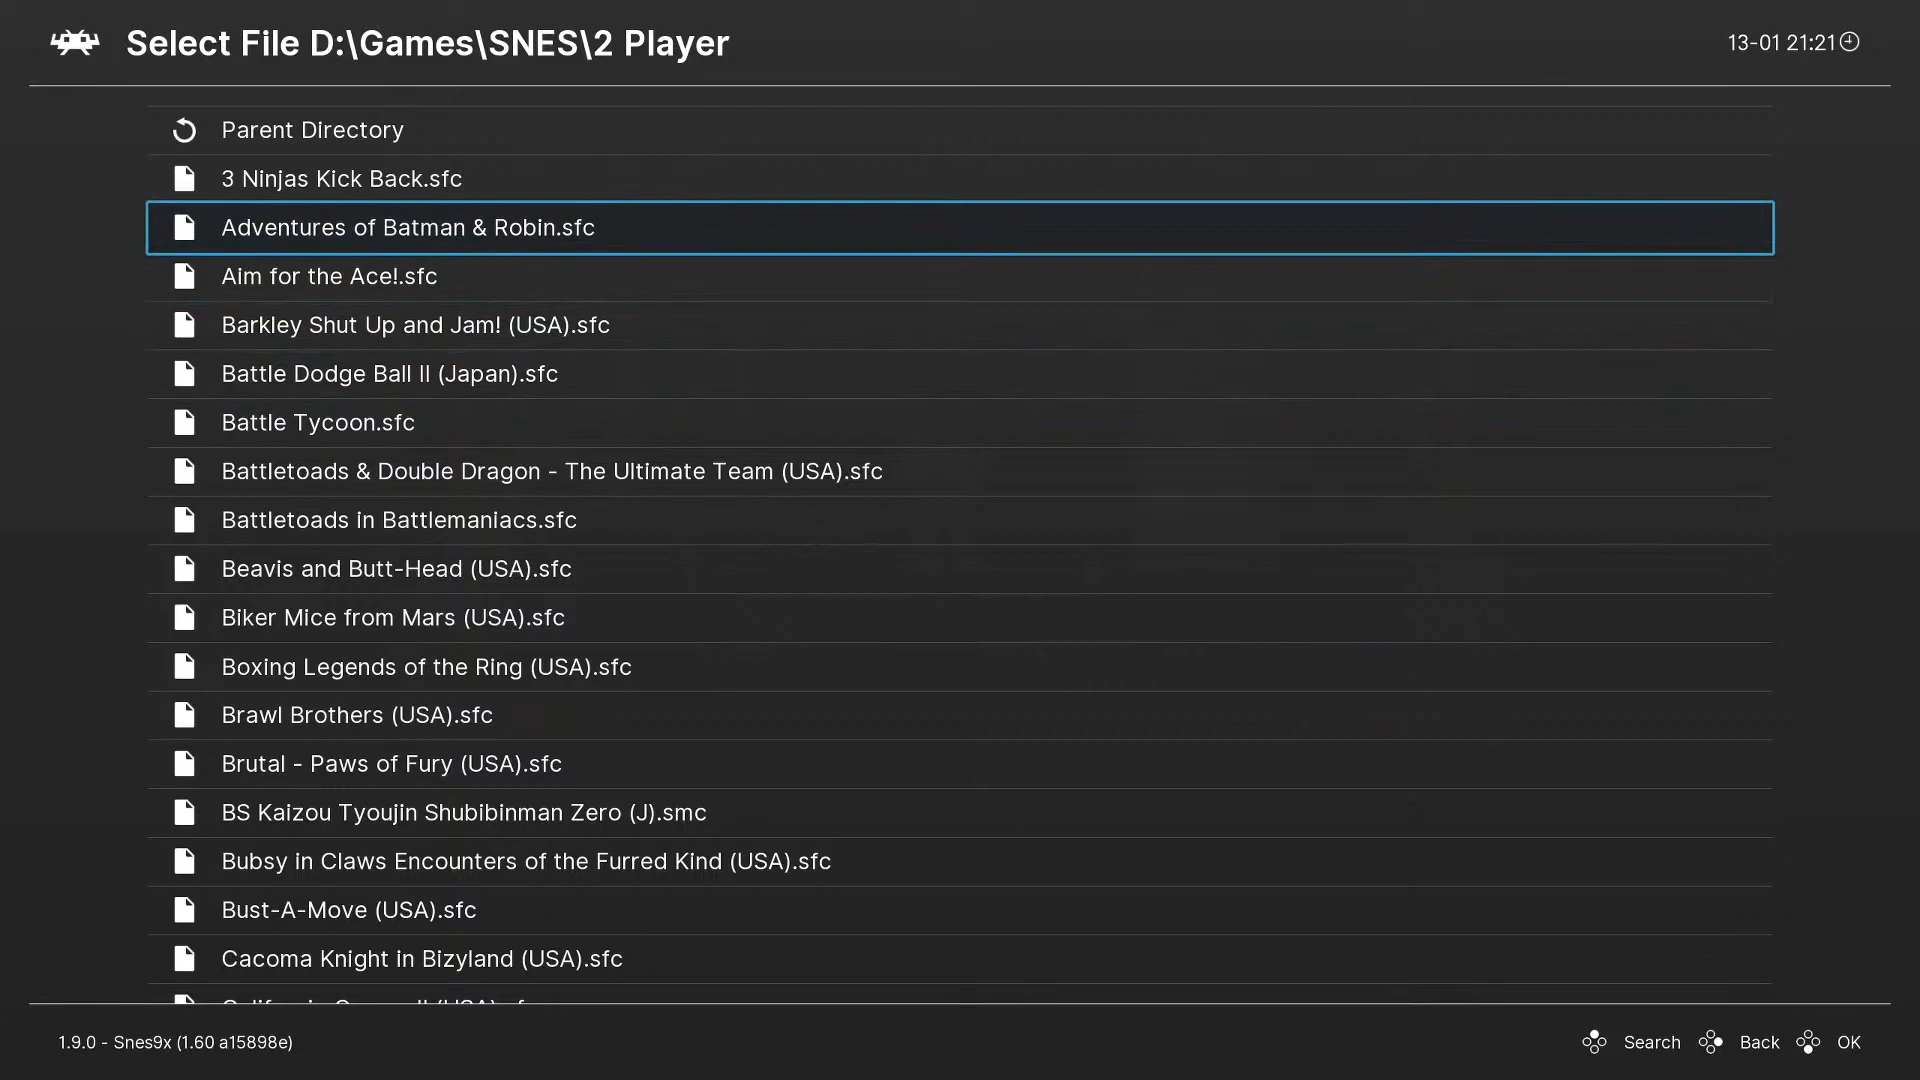 Select File D:\Games\SNES\2 Player
13-01 21:21
Parent Directory
3 Ninjas Kick Back.sfc
Adventures of Batman & Robin.sfc
Aim for the Ace!.sfc
Barkley Shut Up and Jam! (USA).sfc
Battle Dodge Ball II (Japan).sfc
Battle Tycoon.sfc
Battletoads & Double Dragon - The Ultimate Team (USA).sfc
Battletoads in Battlemaniacs.sfc
Beavis and Butt-Head (USA).sfc
Biker Mice from Mars (USA).sfc
Boxing Legends of the Ring (USA).sfc
Brawl Brothers (USA).sfc
Brutal - Paws of Fury (USA).sfc
BS Kaizou Tyoujin Shubibinman Zero (J).smc
Bubsy in Claws Encounters of the Furred Kind (USA).sfc
Bust-A-Move (USA).sfc
Cacoma Knight in Bizyland (USA).sfc
1.9.0 - Snes9x (1.60 a15898e)
Search Back OK